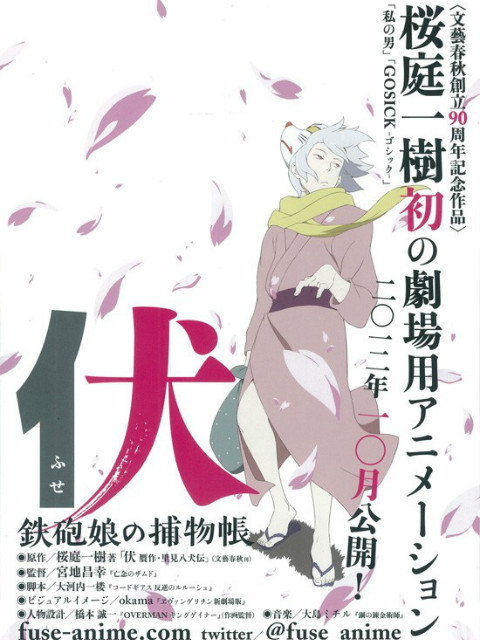 〈文藝春秋創立90周年記念作品〉
桜庭一樹初の劇場用アニメーション
『私の男』『GOSICK-ゴシック-』
二〇一二年一〇月公開!
伏
ふせ
鉄砲娘の捕物帳
◉原作/桜庭一樹著『伏 贋作・里見八犬伝』(文藝春秋刊)
◉監督/宮地昌幸『亡念のザムド』
◉脚本/大河内一楼『コードギアス 反逆のルルーシュ』
◉ビジュアルイメージ/okama『ヱヴァンゲリヲン新劇場版』
◉人物設計/橋本 誠一『OVERMAN キングゲイナー』(作画監督)
◉音楽/大島ミチル『鋼の錬金術師』
fuse-anime.com twitter/@fuse_anime